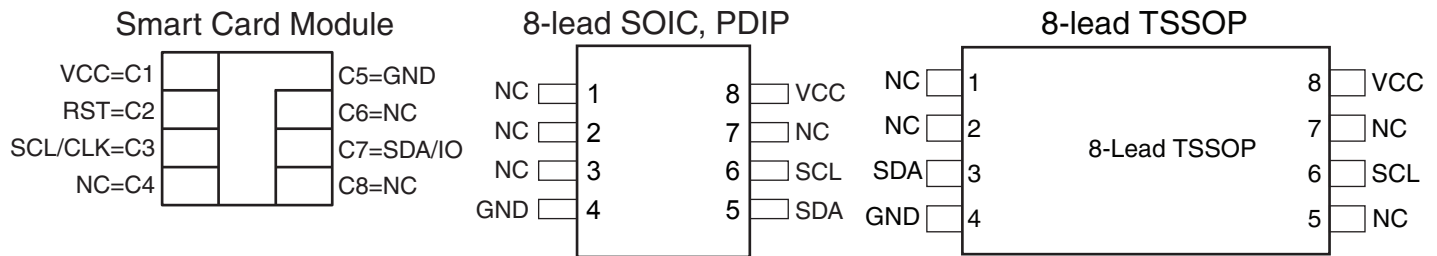 Smart Card Module
VCC=C1
C5=GND
RST=C2
C6=NC
SCL/CLK=C3
C7=SDA/IO
NC=C4
C8=NC
8-lead SOIC, PDIP
NC 1 8 VCC
NC 2 7 NC
NC 3 6 SCL
GND 4 5 SDA
8-lead TSSOP
NC 1 8 VCC
NC 2 7 NC
8-Lead TSSOP
SDA 3 6 SCL
GND 4 5 NC